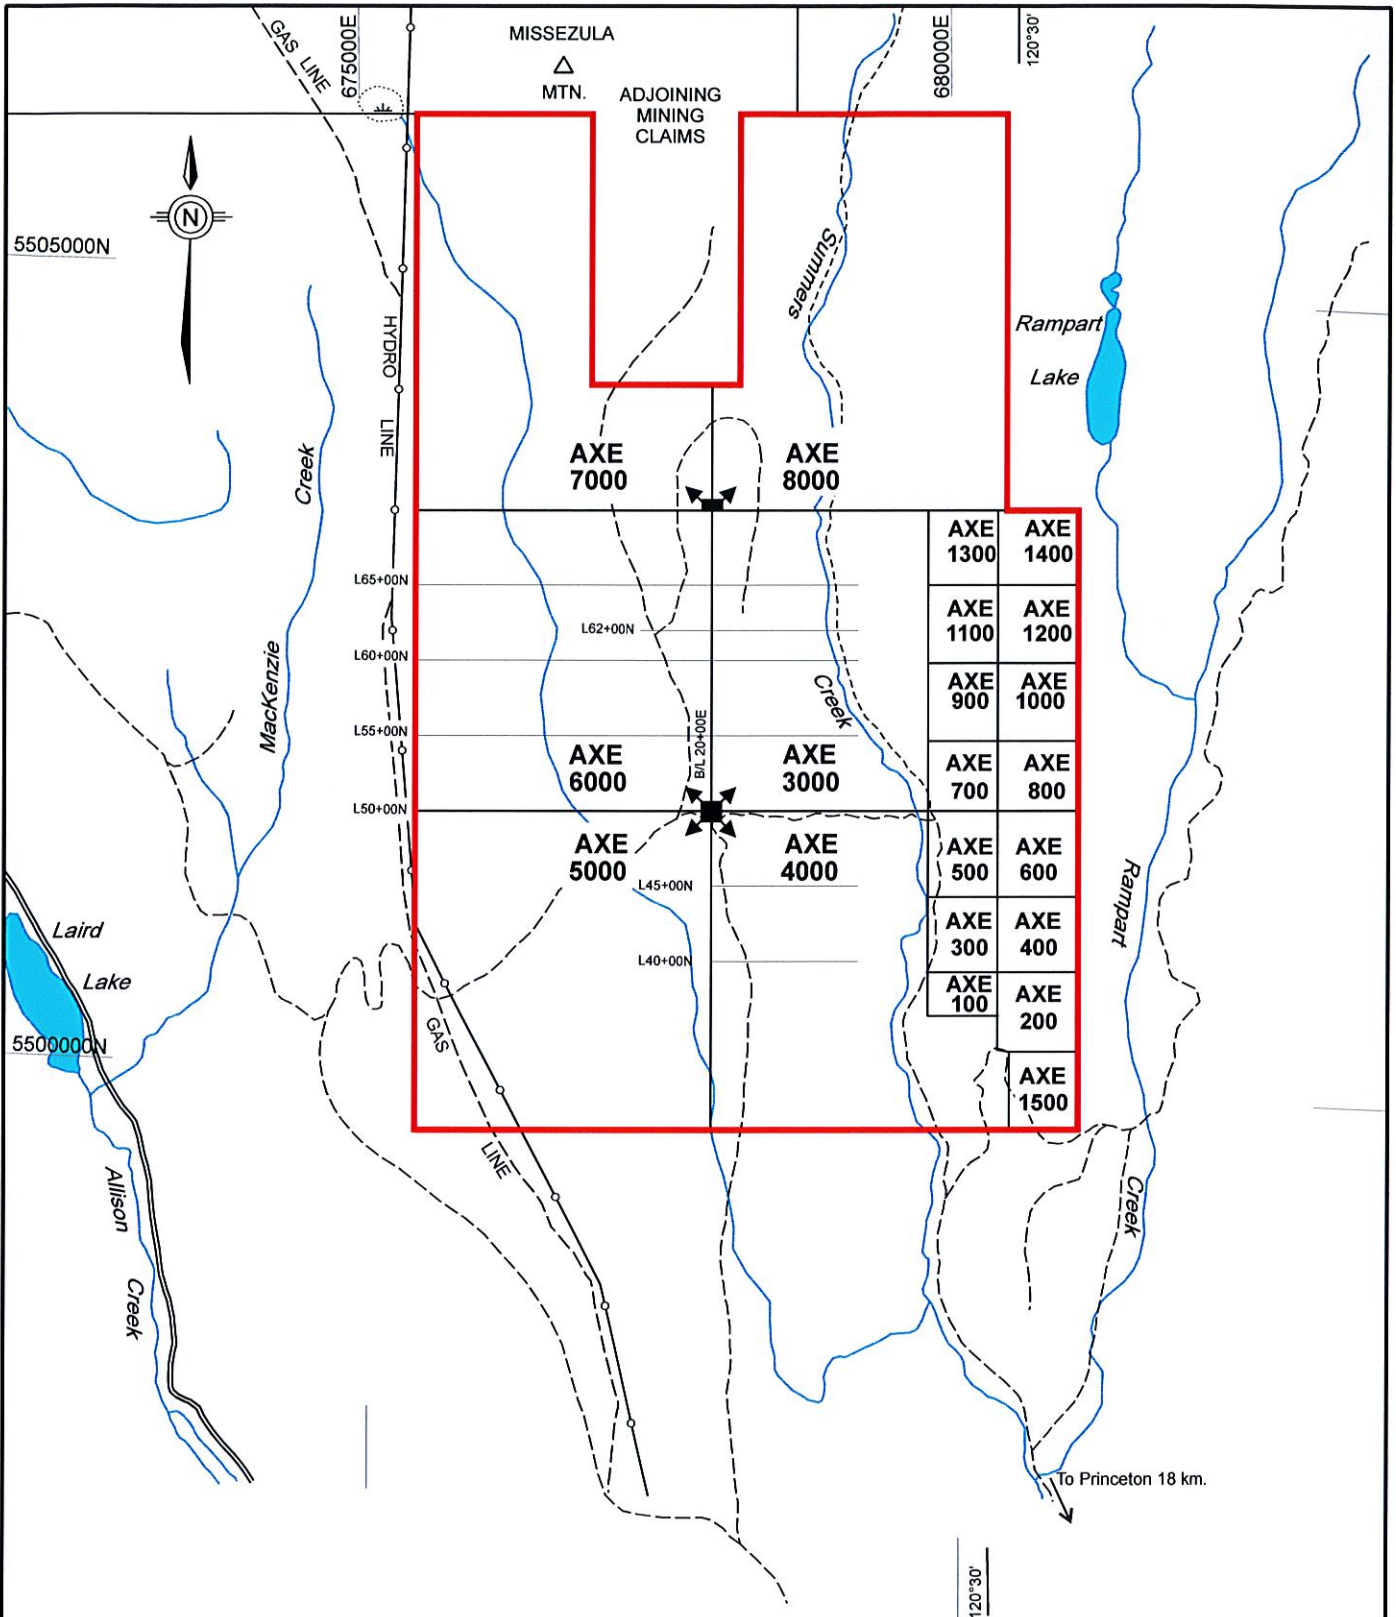 GAS LINE
675000E
MISSEZULA
MTN.
ADJOINING
MINING
CLAIMS
680000E
120°30'
N
5505000N
HYDRO
LINE
Summers
Rampart
Lake
Creek
AXE
7000
AXE
8000
AXE
1300
AXE
1400
L65+00N
AXE
1100
AXE
1200
L62+00N
L60+00N
MacKenzie
Creek
AXE
900
AXE
1000
L55+00N
B/L 20+00E
AXE
6000
AXE
3000
AXE
700
AXE
800
L50+00N
AXE
5000
AXE
4000
AXE
500
AXE
600
L45+00N
Rampart
Laird
Lake
AXE
300
AXE
400
L40+00N
AXE
100
AXE
200
5500000N
GAS
AXE
1500
LINE
Allison
Creek
Creek
To Princeton 18 km.
120°30'